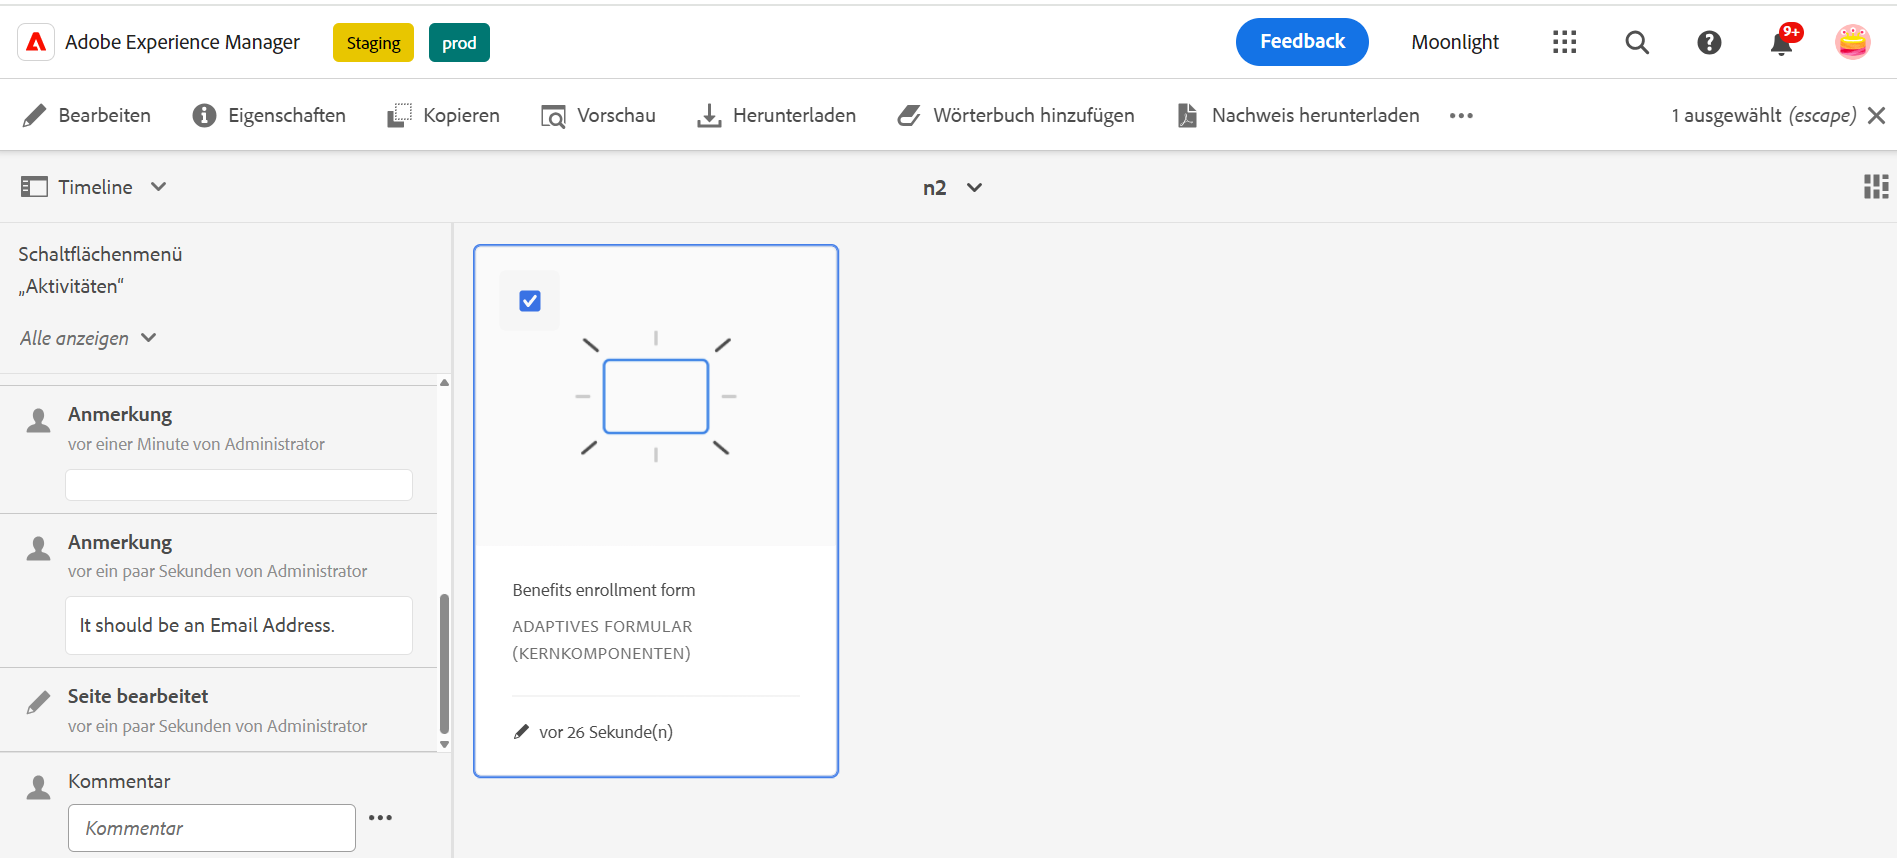 Adobe Experience Manager
Staging
prod
Feedback
Moonlight
9+
Bearbeiten
Eigenschaften
Kopieren
Vorschau
Herunterladen
Wörterbuch hinzufügen
Nachweis herunterladen
1 ausgewählt (escape)
Timeline
n2
Schaltflächenmenü
„Aktivitäten“
Alle anzeigen
Anmerkung
vor einer Minute von Administrator
Anmerkung
vor ein paar Sekunden von Administrator
It should be an Email Address.
Seite bearbeitet
vor ein paar Sekunden von Administrator
Kommentar
Kommentar
Benefits enrollment form
ADAPTIVES FORMULAR
(KERNKOMPONENTEN)
vor 26 Sekunde(n)